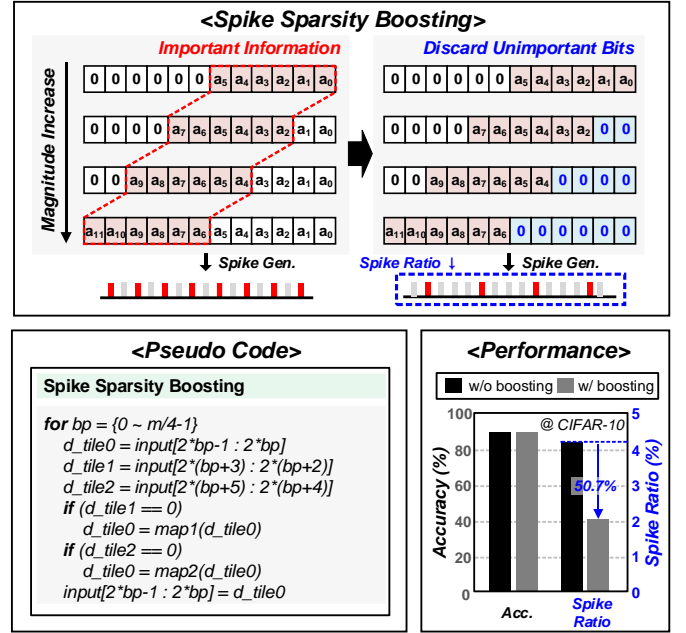 <Spike Sparsity Boosting>
Important Information
Discard Unimportant Bits
Magnitude Increase
0 0 0 0 0 0 a5 a4 a3 a2 a1 a0
0 0 0 0 0 0 a5 a4 a3 a2 a1 a0
0 0 0 0 a7 a6 a5 a4 a3 a2 a1 a0
0 0 0 0 a7 a6 a5 a4 a3 a2 0 0
0 0 a9 a8 a7 a6 a5 a4 a3 a2 a1 a0
0 0 a9 a8 a7 a6 a5 a4 0 0 0 0
a11 a10 a9 a8 a7 a6 a5 a4 a3 a2 a1 a0
a11 a10 a9 a8 a7 a6 0 0 0 0 0 0
Spike Gen.
Spike Ratio ↓
Spike Gen.
<Pseudo Code>
Spike Sparsity Boosting
for bp = {0 ~ m/4-1}
d_tile0 = input[2*bp-1 : 2*bp]
d_tile1 = input[2*(bp+3) : 2*(bp+2)]
d_tile2 = input[2*(bp+5) : 2*(bp+4)]
if (d_tile1 == 0)
d_tile0 = map1(d_tile0)
if (d_tile2 == 0)
d_tile0 = map2(d_tile0)
input[2*bp-1 : 2*bp] = d_tile0
<Performance>
w/o boosting
w/ boosting
@ CIFAR-10
Accuracy (%)
100
80
60
40
20
0
50.7%
5
4
3
2
1
0
Spike Ratio (%)
Acc.
Spike
Ratio